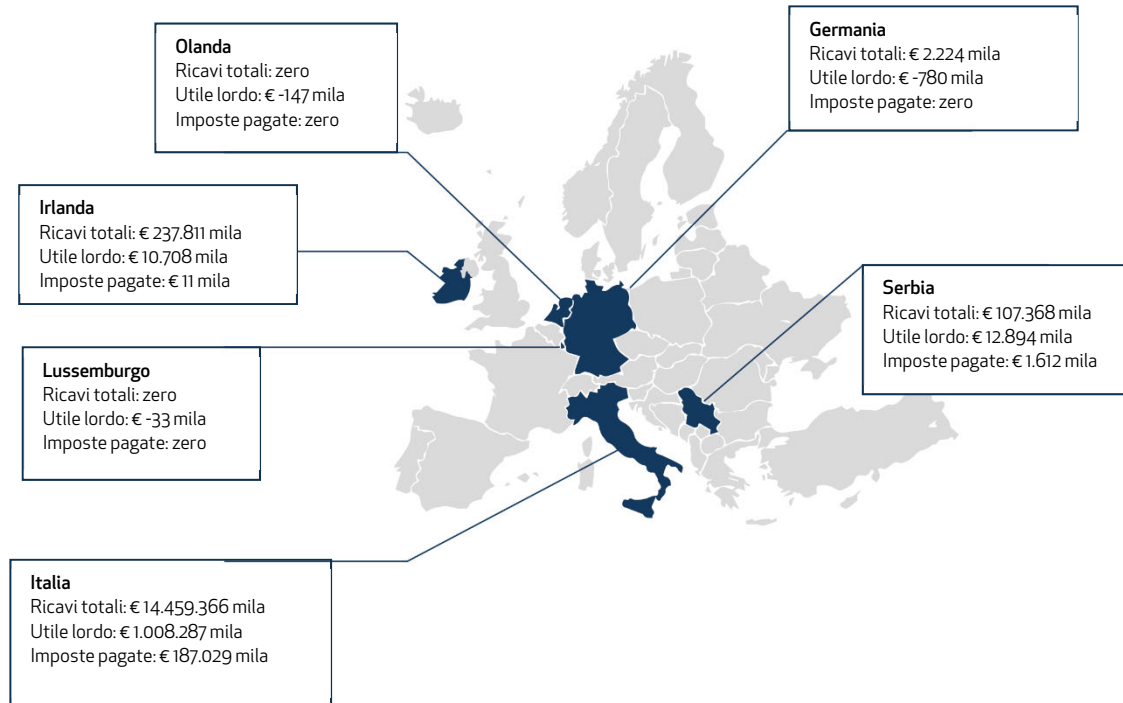 Olanda
Ricavi totali: zero
Utile lordo: € -147 mila
Imposte pagate: zero
Germania
Ricavi totali: € 2.224 mila
Utile lordo: € -780 mila
Imposte pagate: zero
Irlanda
Ricavi totali: € 237.811 mila
Utile lordo: € 10.708 mila
Imposte pagate: € 11 mila
Serbia
Ricavi totali: € 107.368 mila
Utile lordo: € 12.894 mila
Imposte pagate: € 1.612 mila
Lussemburgo
Ricavi totali: zero
Utile lordo: € -33 mila
Imposte pagate: zero
Italia
Ricavi totali: € 14.459.366 mila
Utile lordo: € 1.008.287 mila
Imposte pagate: € 187.029 mila